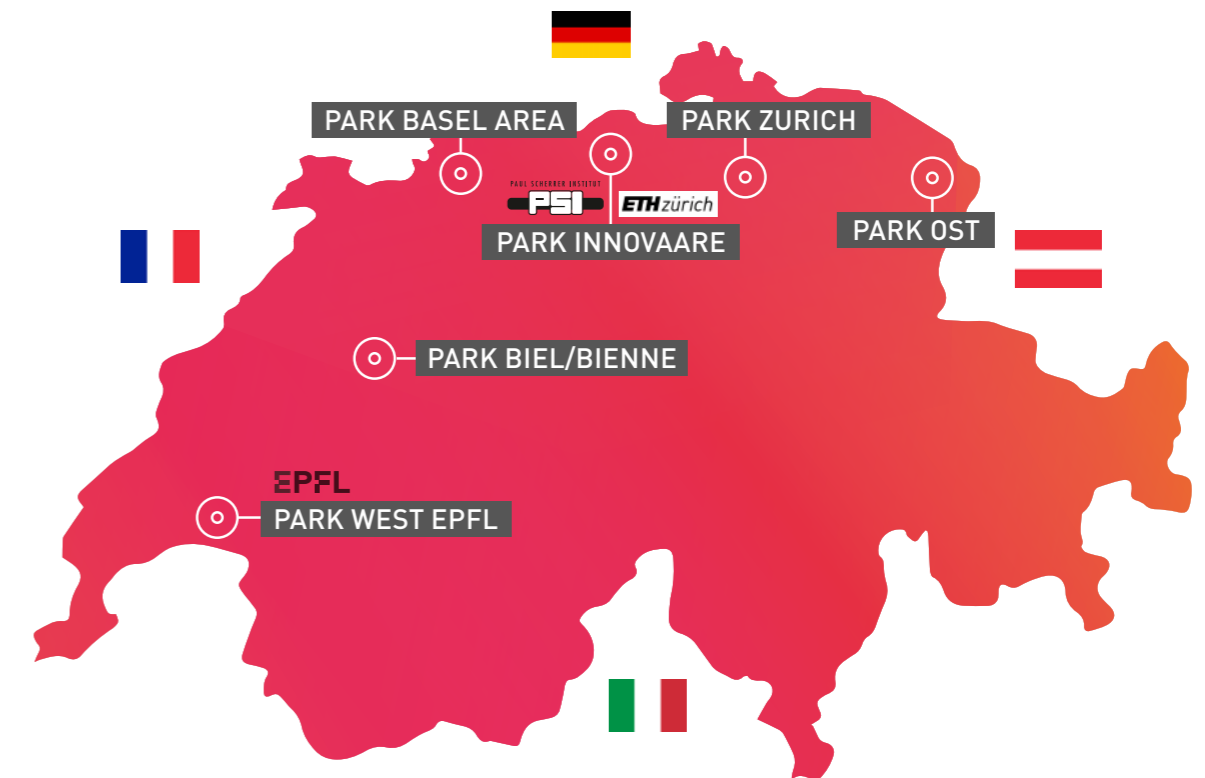 PARK BASEL AREA
PARK ZURICH
PAUL SCHERRER INSTITUT
PSI
ETH zürich
PARK OST
PARK INNOVAARE
PARK BIEL/BIENNE
EPFL
PARK WEST EPFL